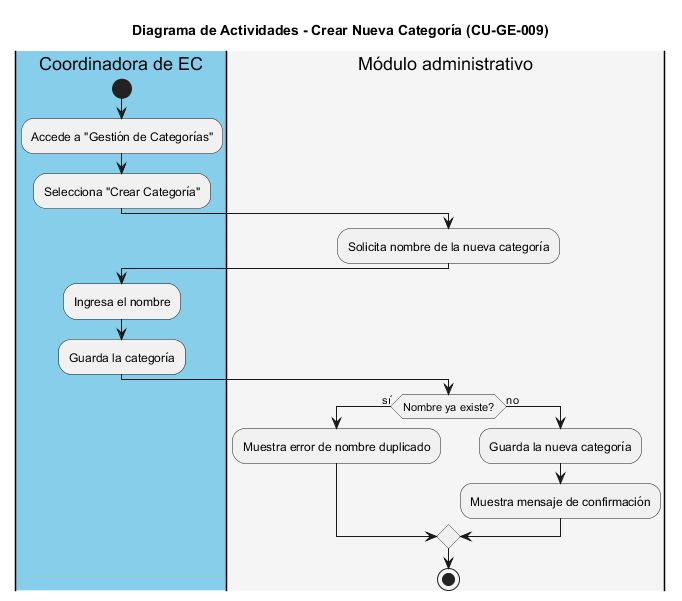 Diagrama de Actividades - Crear Nueva Categoría (CU-GE-009)
Coordinadora de EC
Módulo administrativo
Accede a "Gestión de Categorías"
Selecciona "Crear Categoría"
Solicita nombre de la nueva categoría
Ingresa el nombre
Guarda la categoría
sí
Nombre ya existe?
no
Muestra error de nombre duplicado
Guarda la nueva categoría
Muestra mensaje de confirmación